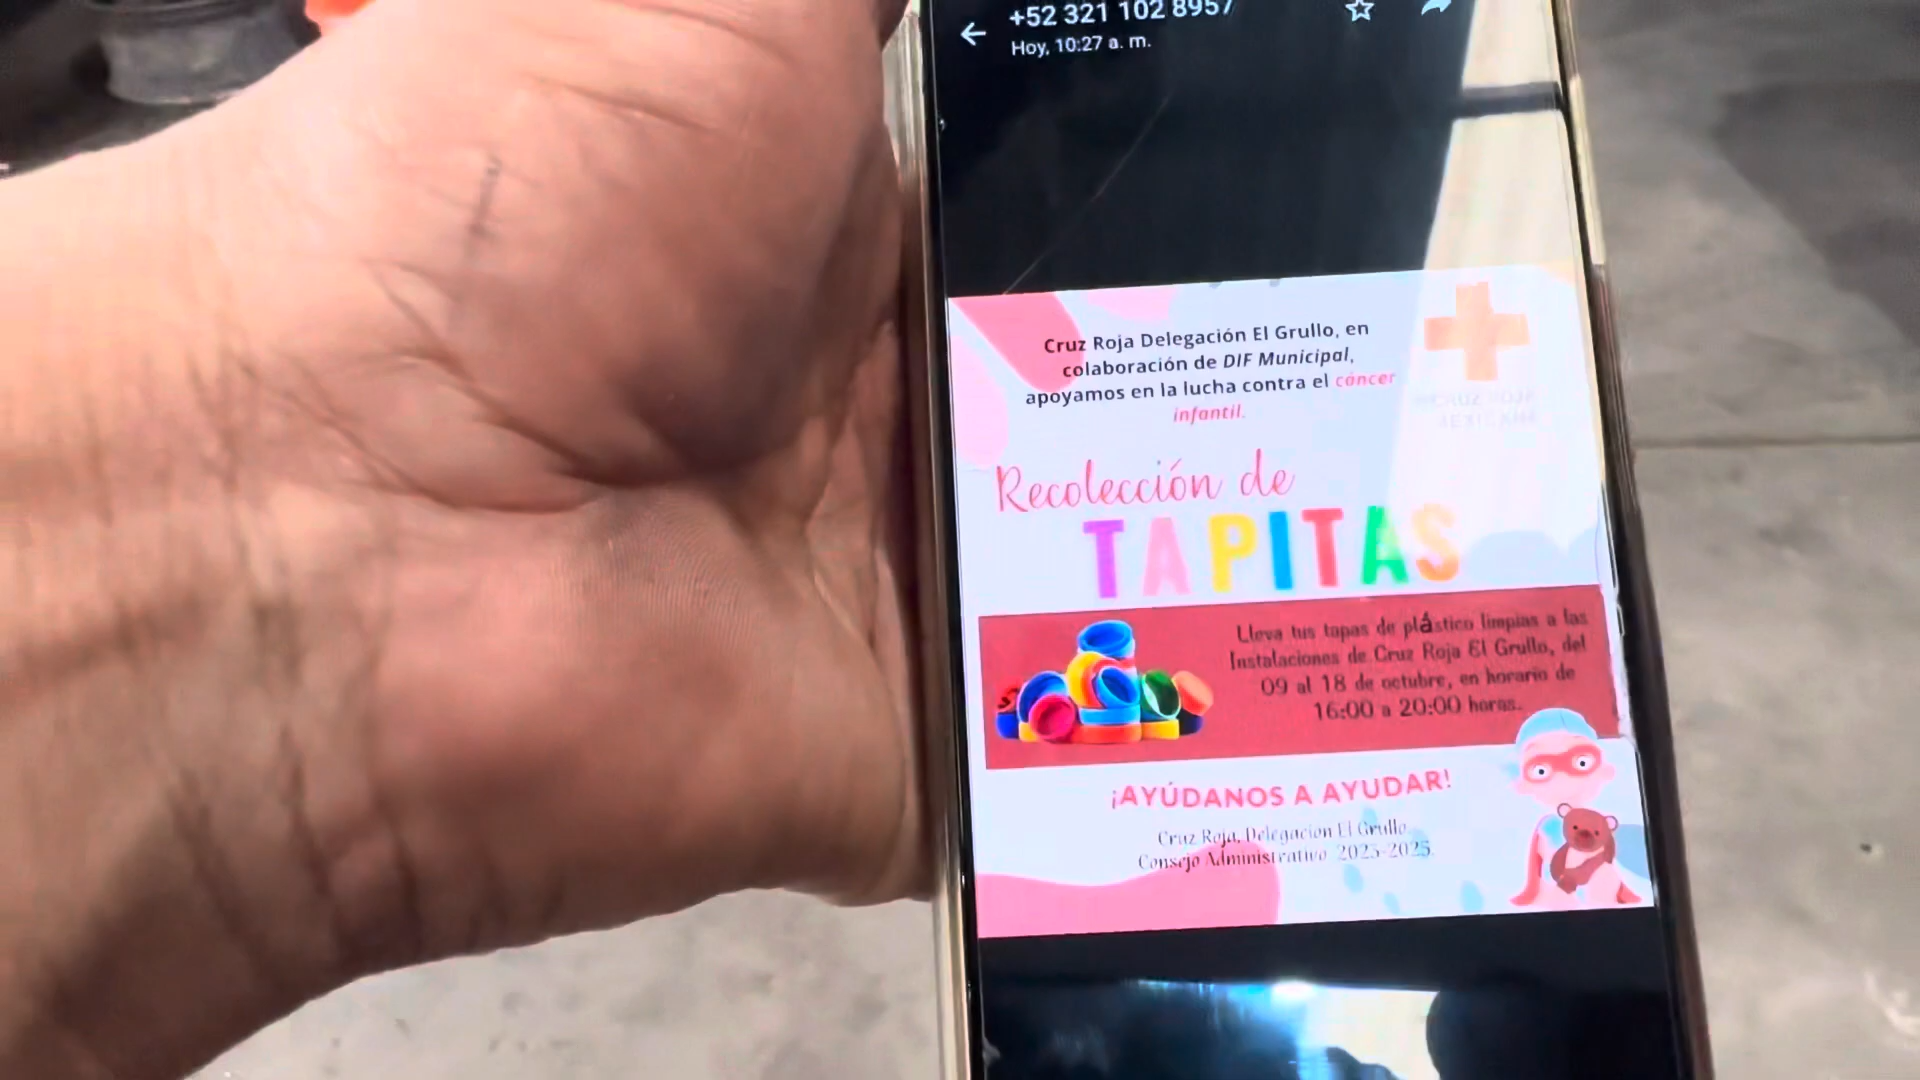 +52 321 102 8957
Hoy, 10:27 a. m.
Cruz Roja Delegación El Grullo, en
colaboración de DIF Municipal,
apoyamos en la lucha contra el cáncer
infantil.
Recolección de
TAPITAS
Lleva tus tapas de plástico limpias a las
Instalaciones de Cruz Roja El Grullo, del
09 al 18 de octubre, en horario de
16:00 a 20:00 horas.
¡AYÚDANOS A AYUDAR!
Cruz Roja, Delegacion El Grullo.
Consejo Administrativo